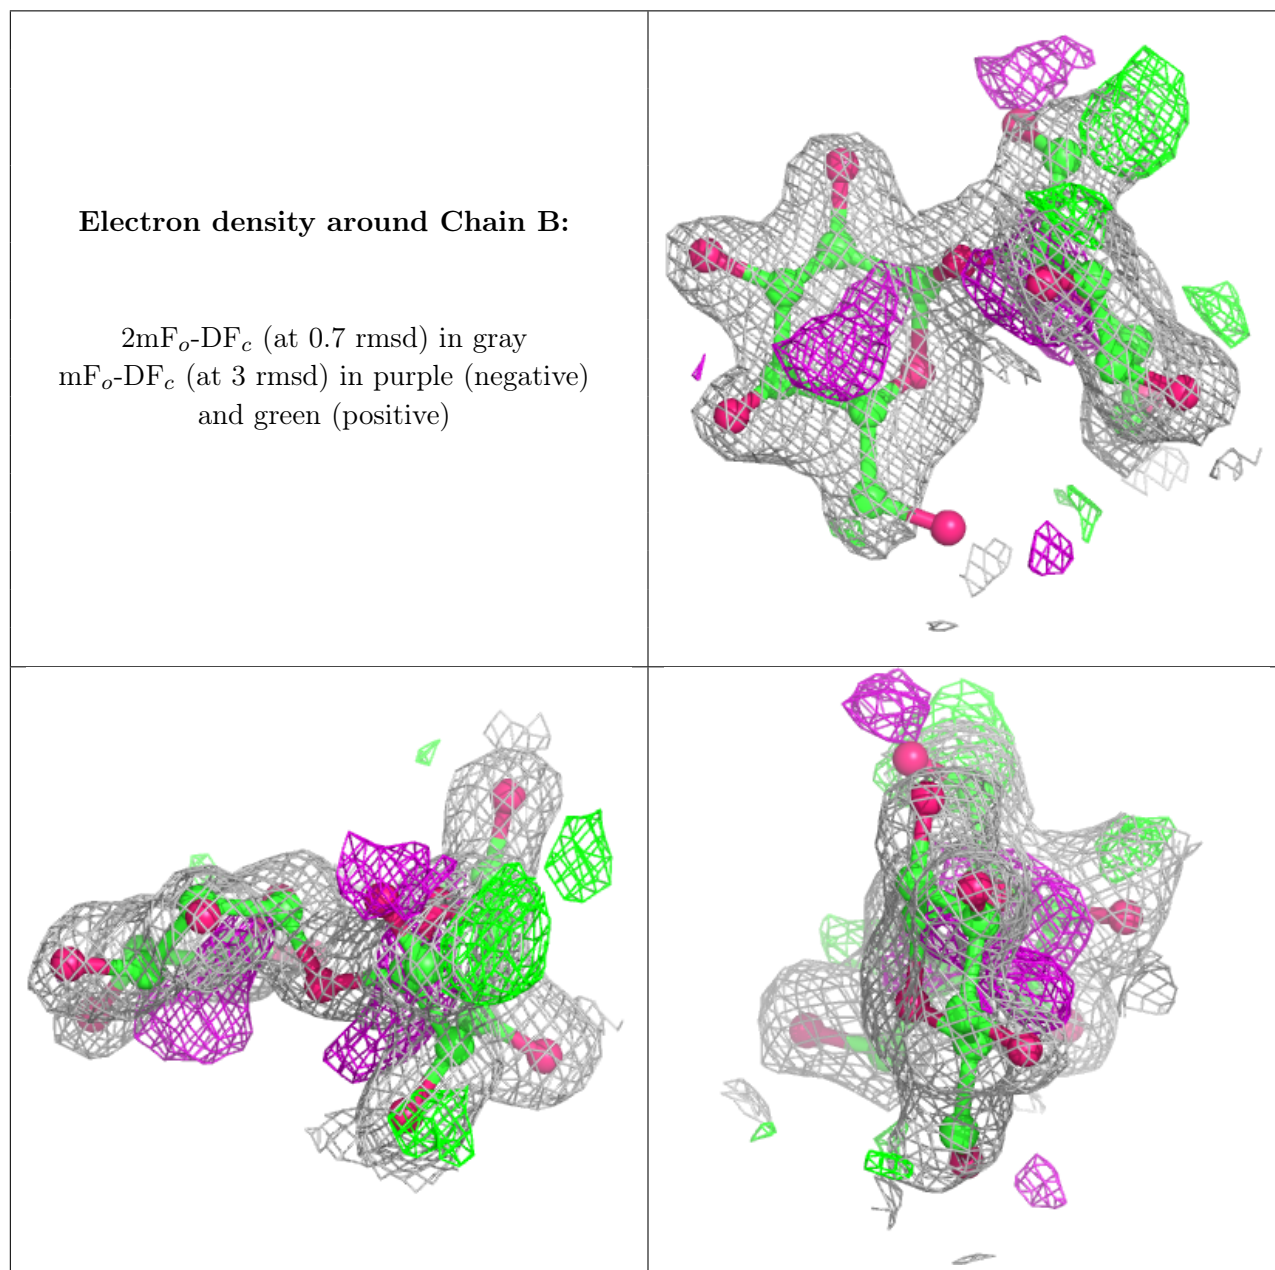 Electron density around Chain B:
2mFo-DFc (at 0.7 rmsd) in gray
mFo-DFc (at 3 rmsd) in purple (negative)
and green (positive)